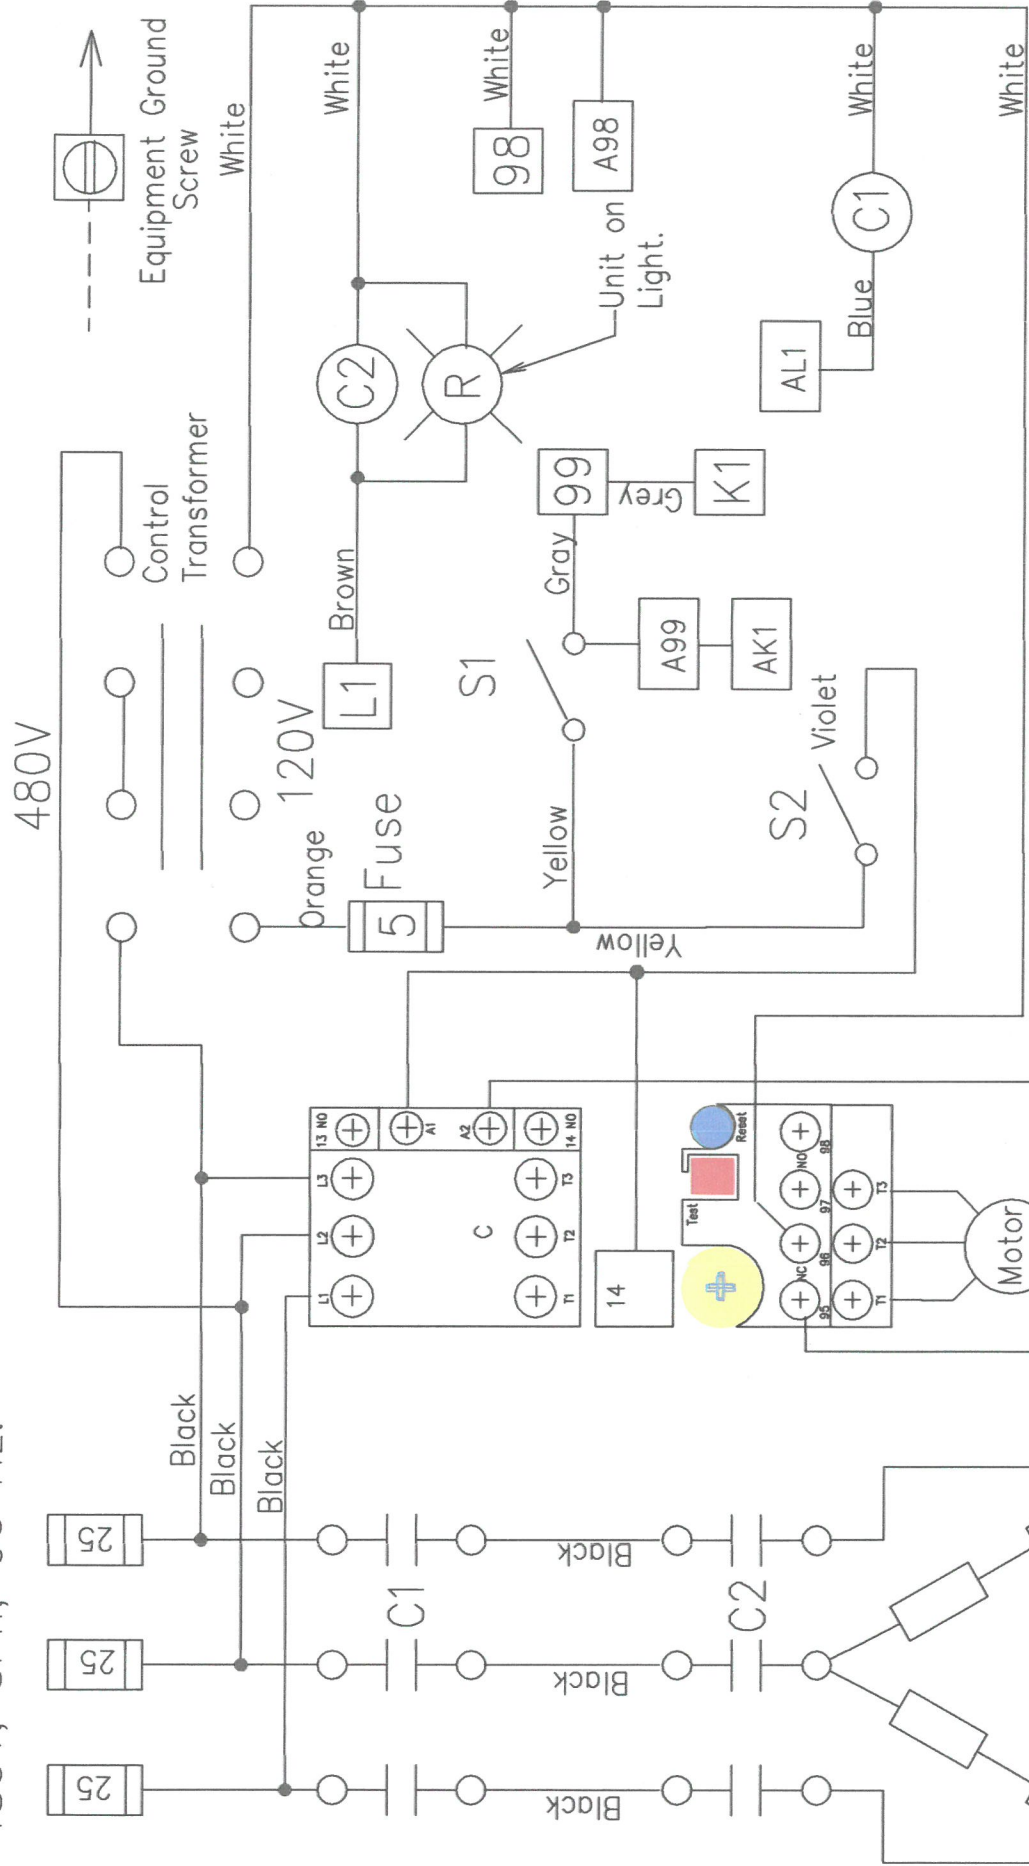 480V
Equipment Ground
Screw
White
White
White
White
White
Control
Transformer
120V
C2
R
98
A98
Unit on
Light.
C1
Blue
AL1
Brown
L1
99
Grey
K1
Gray
S1
A99
AK1
Violet
S2
Yellow
Yellow
Orange
Fuse
5
13 NO
A1
A2
14 NO
L1
L2
L3
C
T1
T2
T3
14
Test
Reset
NC
NO
95
96
97
98
T1
T2
T3
Motor
Black
Black
Black
25
25
25
C1
Black
Black
Black
C2